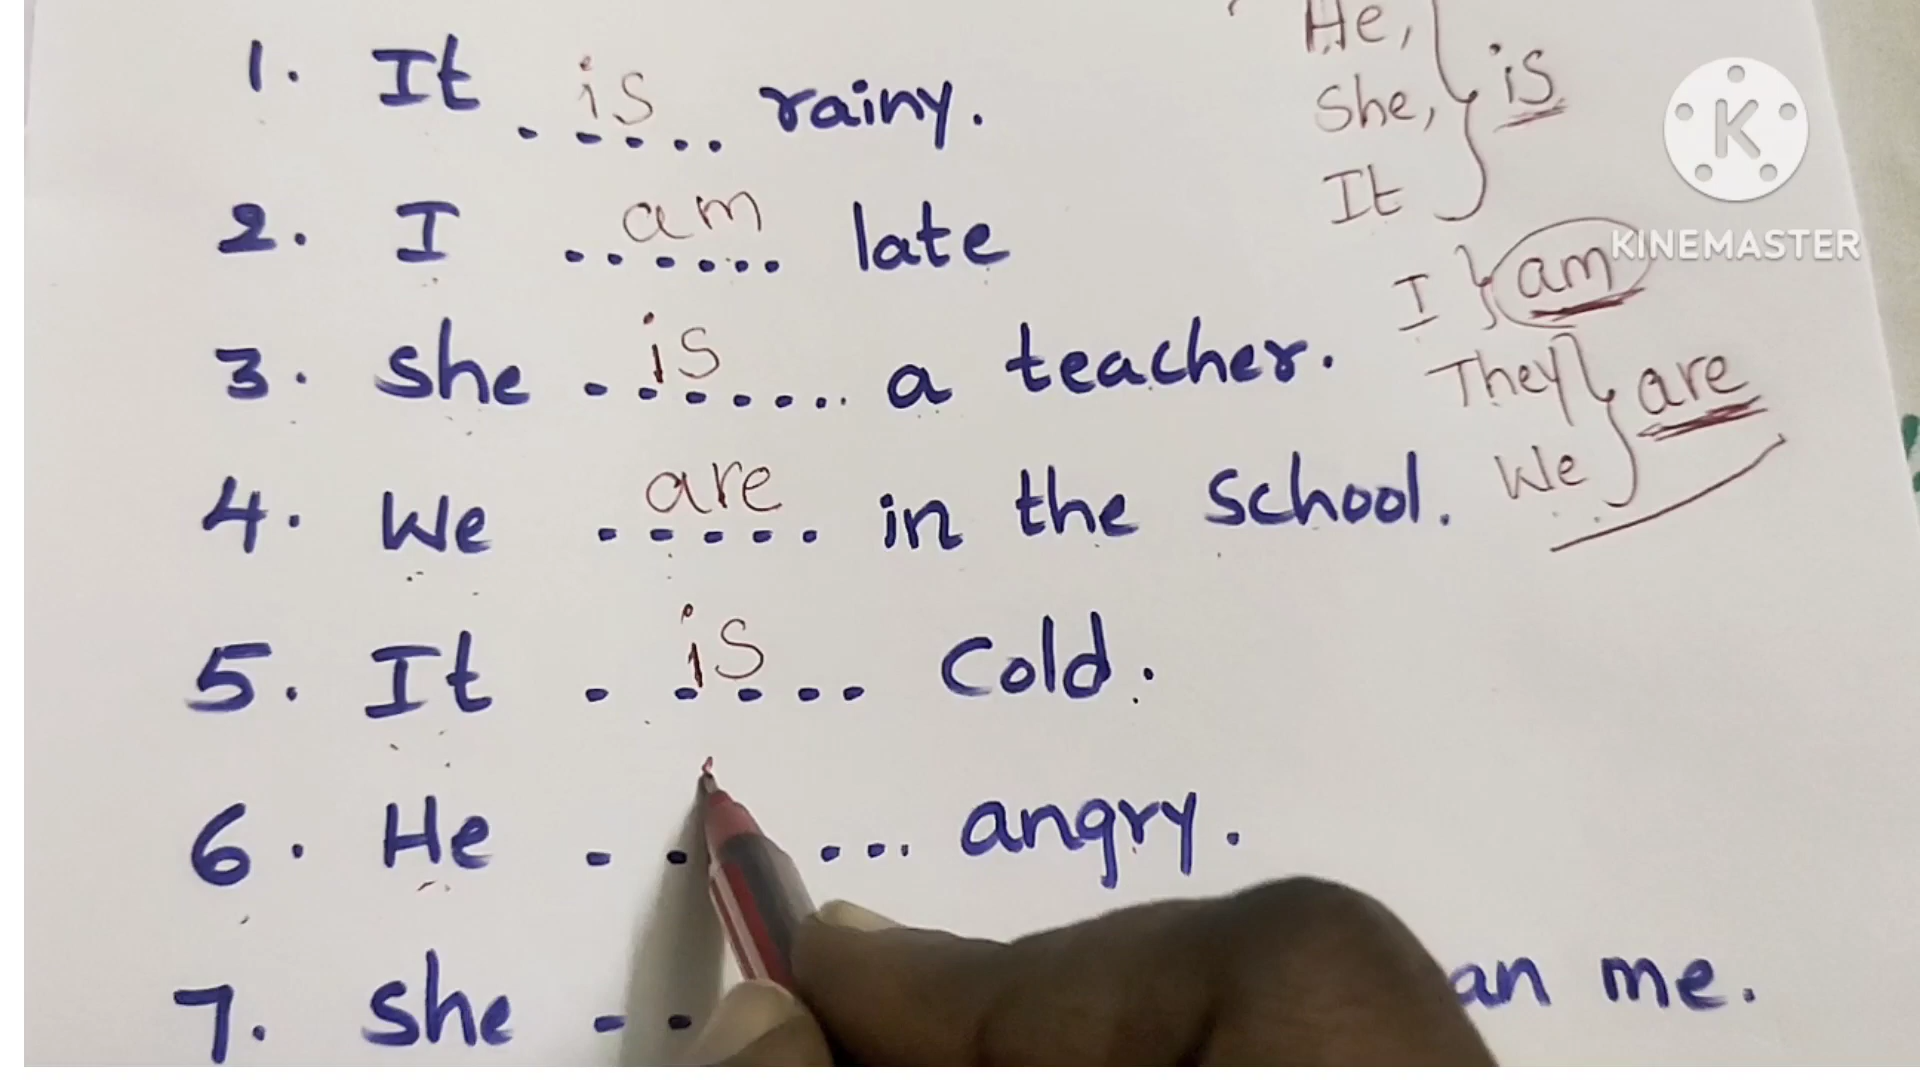 1. It is rainy.
2. I am late
3. She is a teacher.
4. We are in the school.
5. It is Cold.
6. He angry.
7. She an me.
He,
She,
It
is
I am
They
We
are
K
KINEMASTER